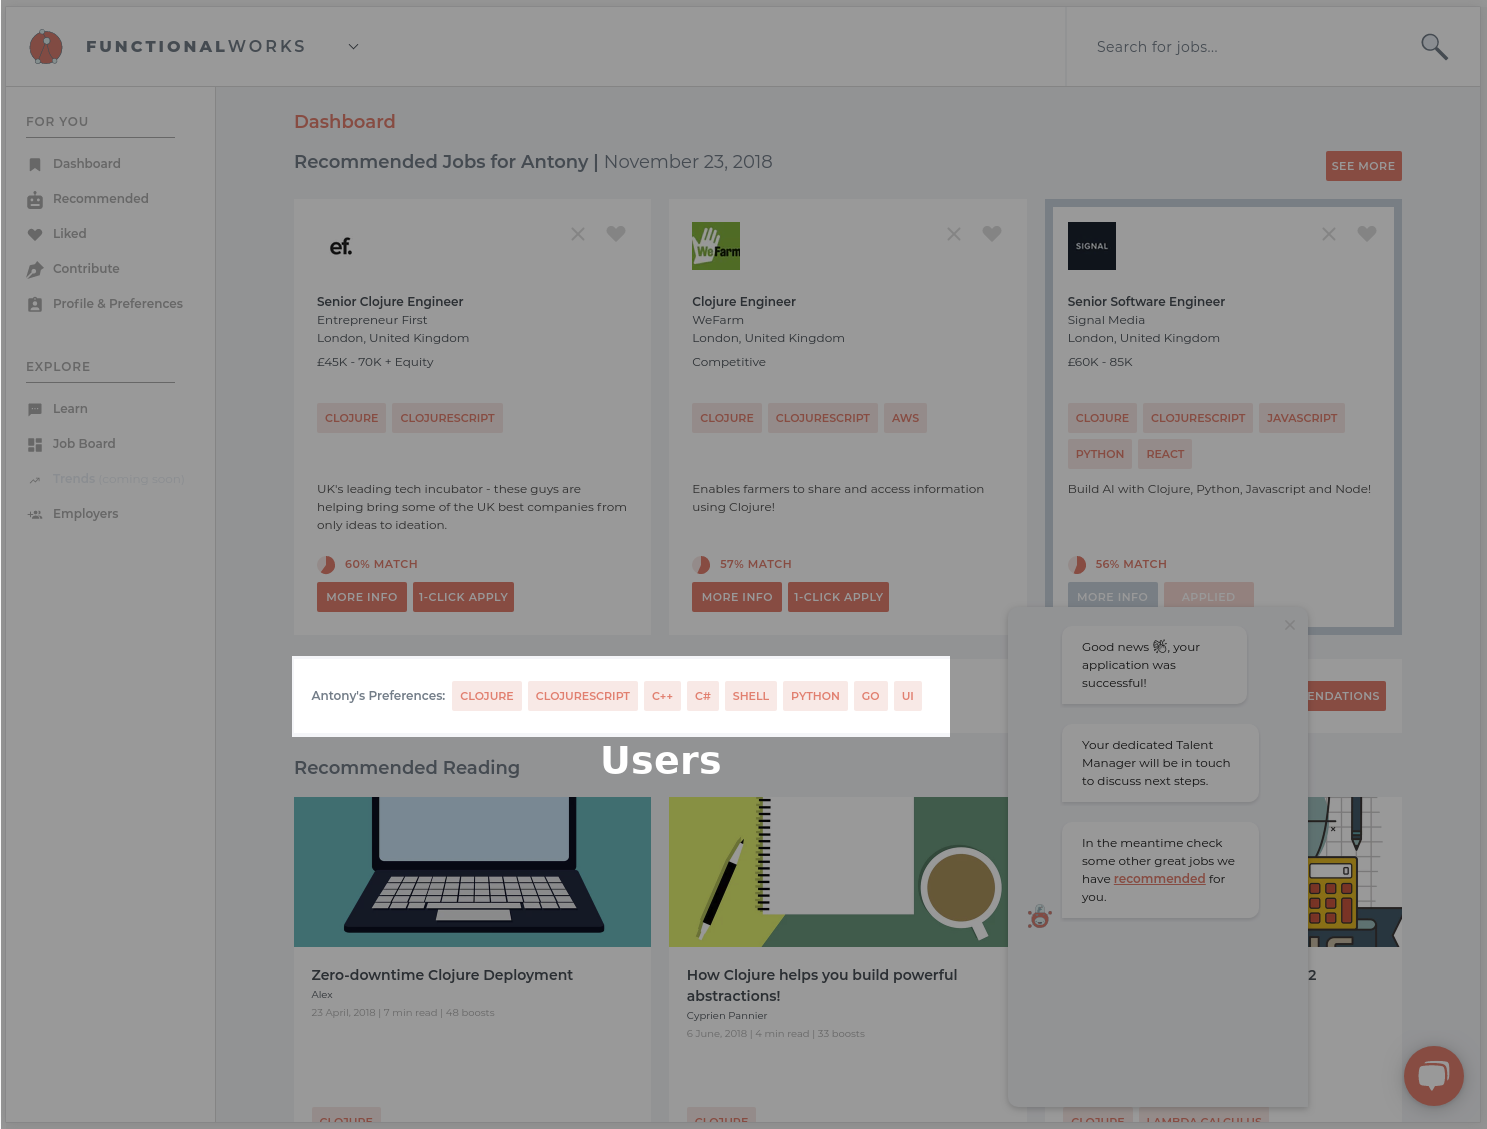 FUNCTIONALWORKS
Search for jobs...
FOR YOU
Dashboard
Recommended
Liked
Contribute
Profile & Preferences
EXPLORE
Learn
Job Board
Trends (coming soon)
Employers
Dashboard
Recommended Jobs for Antony | November 23, 2018
SEE MORE
ef.
Senior Clojure Engineer
Entrepreneur First
London, United Kingdom
£45K - 70K + Equity
CLOJURE CLOJURESCRIPT
UK's leading tech incubator - these guys are
helping bring some of the UK best companies from
only ideas to ideation.
60% MATCH
MORE INFO 1-CLICK APPLY
WeFarm
Clojure Engineer
WeFarm
London, United Kingdom
Competitive
CLOJURE CLOJURESCRIPT AWS
Enables farmers to share and access information
using Clojure!
57% MATCH
MORE INFO 1-CLICK APPLY
SIGNAL
Senior Software Engineer
Signal Media
London, United Kingdom
£60K - 85K
CLOJURE CLOJURESCRIPT JAVASCRIPT
PYTHON REACT
Build AI with Clojure, Python, Javascript and Node!
56% MATCH
MORE INFO APPLIED
Antony's Preferences: CLOJURE CLOJURESCRIPT C++ C# SHELL PYTHON GO UI
ENDATIONS
Users
Good news 🎉, your
application was
successful!
Your dedicated Talent
Manager will be in touch
to discuss next steps.
In the meantime check
some other great jobs we
have recommended for
you.
Recommended Reading
Zero-downtime Clojure Deployment
Alex
23 April, 2018 | 7 min read | 48 boosts
CLOJURE
How Clojure helps you build powerful
abstractions!
Cyprien Pannier
6 June, 2018 | 4 min read | 33 boosts
CLOJURE
0
2
CLOJURE LAMBDA CALCULUS